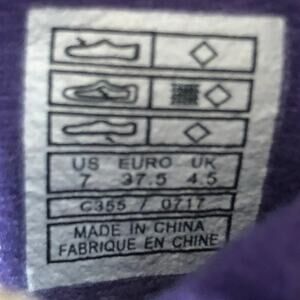 US EURO UK
7 37.5 4.5
C355 / 0717
MADE IN CHINA
FABRIQUE EN CHINE